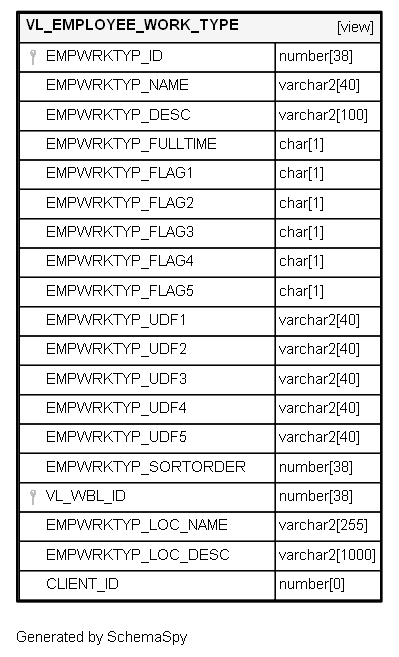 VL_EMPLOYEE_WORK_TYPE [view]
EMPWRKTYP_ID number[38]
EMPWRKTYP_NAME varchar2[40]
EMPWRKTYP_DESC varchar2[100]
EMPWRKTYP_FULLTIME char[1]
EMPWRKTYP_FLAG1 char[1]
EMPWRKTYP_FLAG2 char[1]
EMPWRKTYP_FLAG3 char[1]
EMPWRKTYP_FLAG4 char[1]
EMPWRKTYP_FLAG5 char[1]
EMPWRKTYP_UDF1 varchar2[40]
EMPWRKTYP_UDF2 varchar2[40]
EMPWRKTYP_UDF3 varchar2[40]
EMPWRKTYP_UDF4 varchar2[40]
EMPWRKTYP_UDF5 varchar2[40]
EMPWRKTYP_SORTORDER number[38]
VL_WBL_ID number[38]
EMPWRKTYP_LOC_NAME varchar2[255]
EMPWRKTYP_LOC_DESC varchar2[1000]
CLIENT_ID number[0]
Generated by SchemaSpy